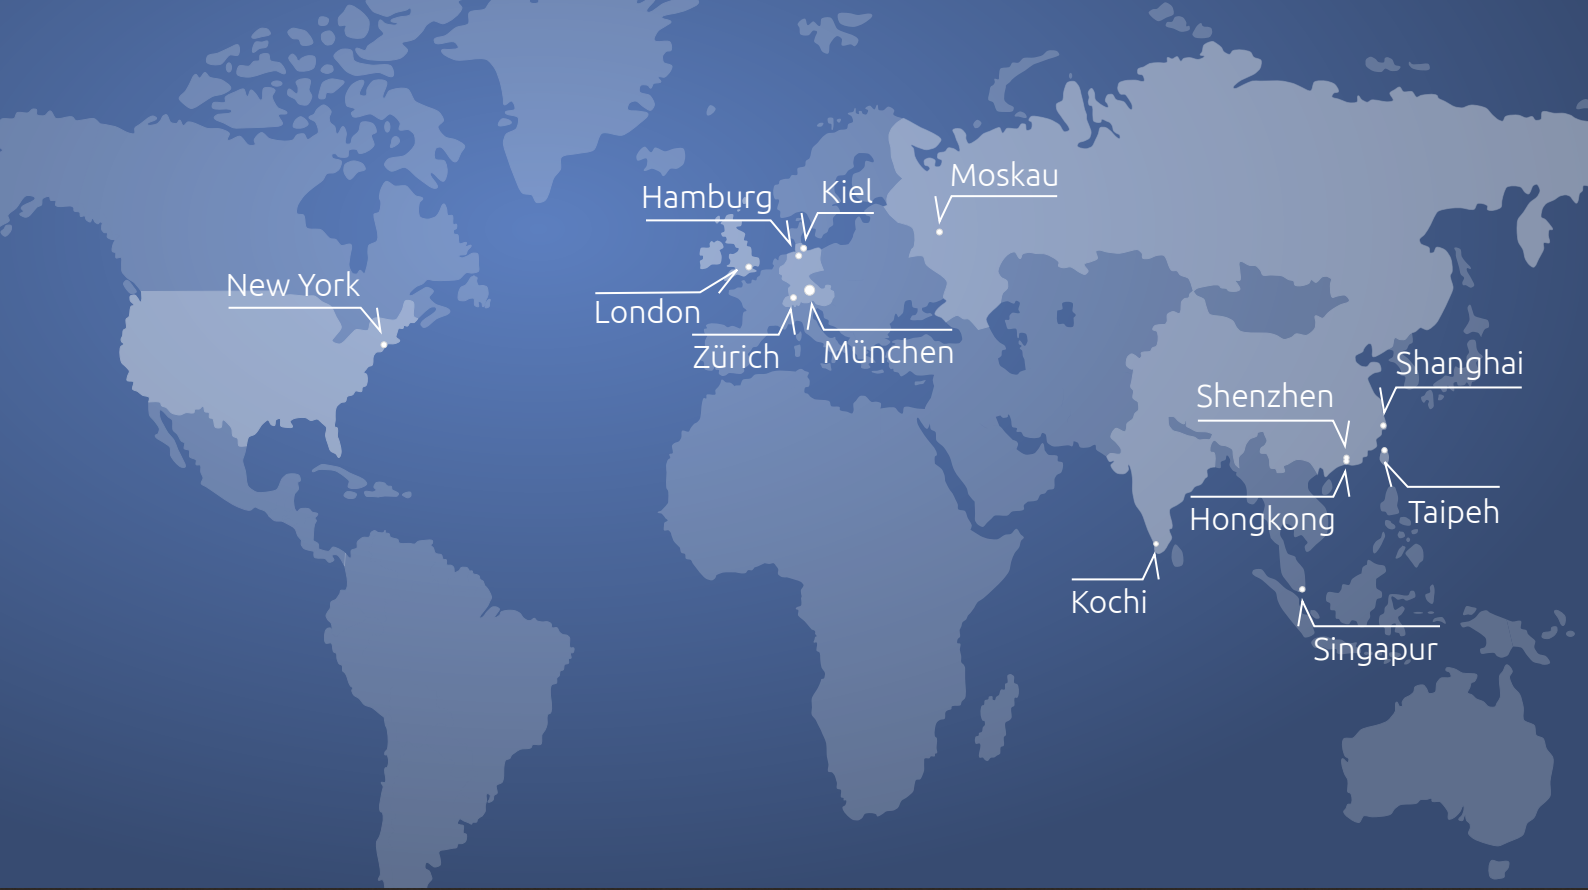 Moskau
Kiel
Hamburg
New York
London
Zürich
München
Shanghai
Shenzhen
Hongkong
Taipeh
Kochi
Singapur